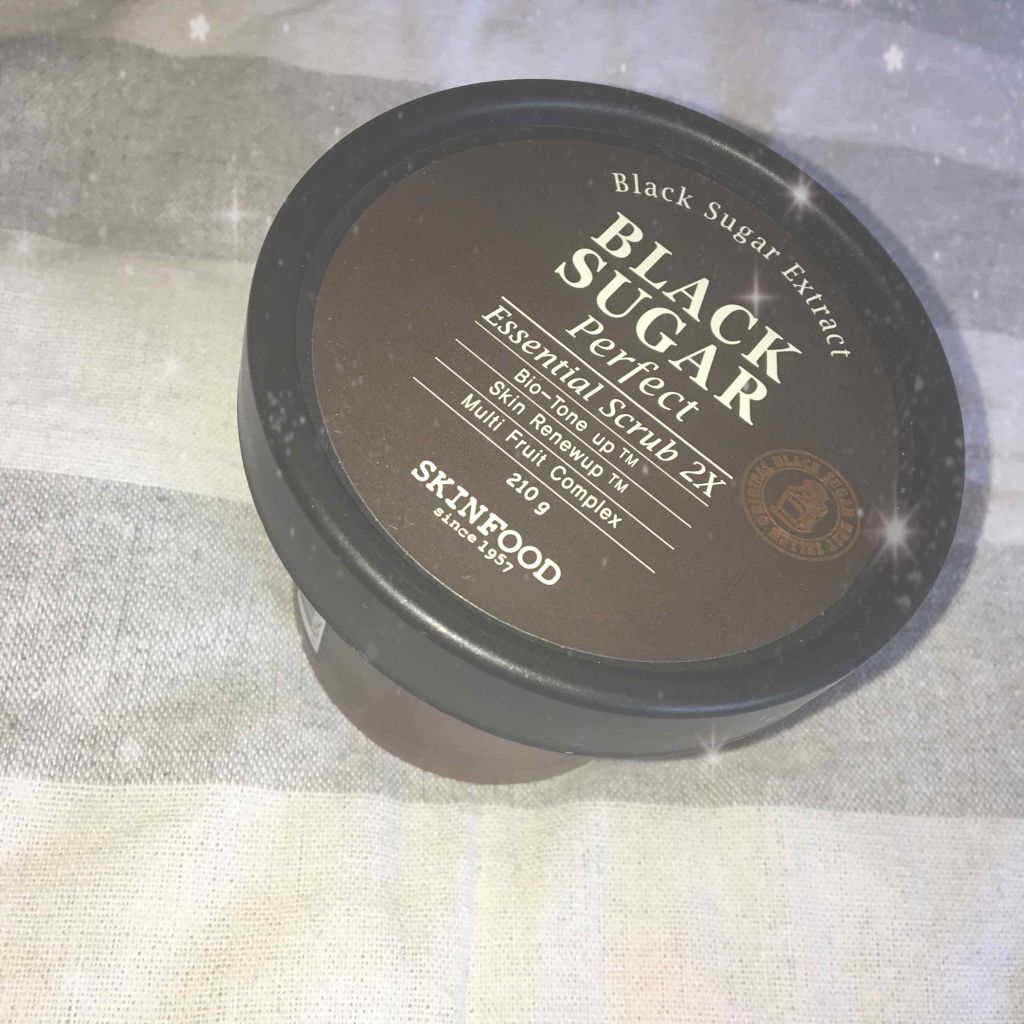 Black Sugar Extract
BLACK
SUGAR
Perfect
Essential Scrub 2X
Bio-Tone up™
Skin Renewup™
Multi Fruit Complex
210 g
SKINFOOD
since 1957